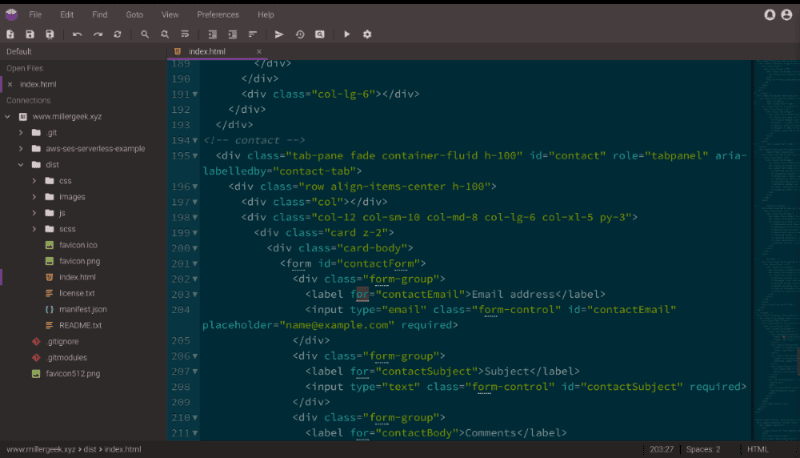 File Edit Find Goto View Preferences Help
Default
index.html ×
Open Files
× index.html
Connections
www.millergeek.xyz
.git
aws-ses-serverless-example
dist
css
images
js
scss
favicon.ico
favicon.png
index.html
license.txt
manifest.json
README.txt
.gitignore
.gitmodules
favicon512.png
189 </div>
190 </div>
191 <div class="col-lg-6"></div>
192 </div>
193 </div>
194 <!-- contact -->
195 <div class="tab-pane fade container-fluid h-100" id="contact" role="tabpanel" aria-
labelledby="contact-tab">
196 <div class="row align-items-center h-100">
197 <div class="col"></div>
198 <div class="col-12 col-sm-10 col-md-8 col-lg-6 col-xl-5 py-3">
199 <div class="card z-2">
200 <div class="card-body">
201 <form id="contactForm">
202 <div class="form-group">
203 <label for="contactEmail">Email address</label>
204 <input type="email" class="form-control" id="contactEmail"
placeholder="name@example.com" required>
205 </div>
206 <div class="form-group">
207 <label for="contactSubject">Subject</label>
208 <input type="text" class="form-control" id="contactSubject" required>
209 </div>
210 <div class="form-group">
211 <label for="contactBody">Comments</label>
www.millergeek.xyz › dist › index.html 203:27 Spaces: 2 HTML